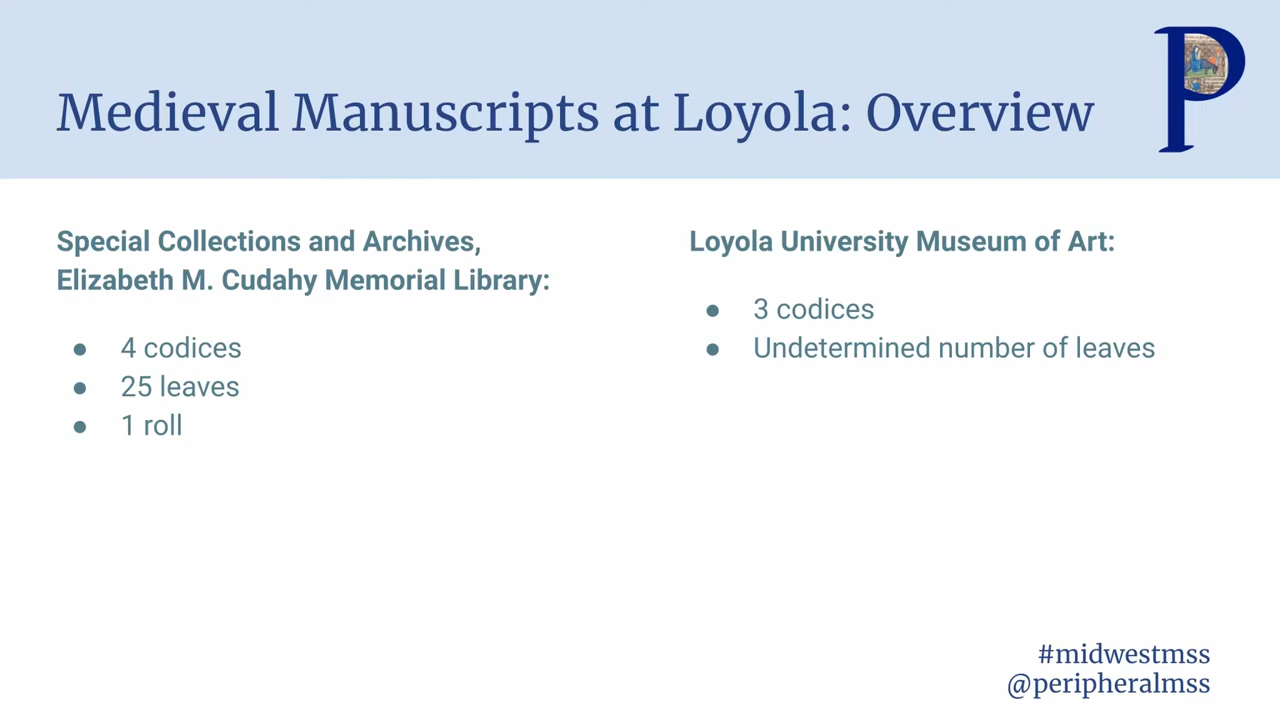 Medieval Manuscripts at Loyola: Overview
P
Special Collections and Archives,
Elizabeth M. Cudahy Memorial Library:
● 4 codices
● 25 leaves
● 1 roll
Loyola University Museum of Art:
● 3 codices
● Undetermined number of leaves
#midwestmss
@peripheralmss